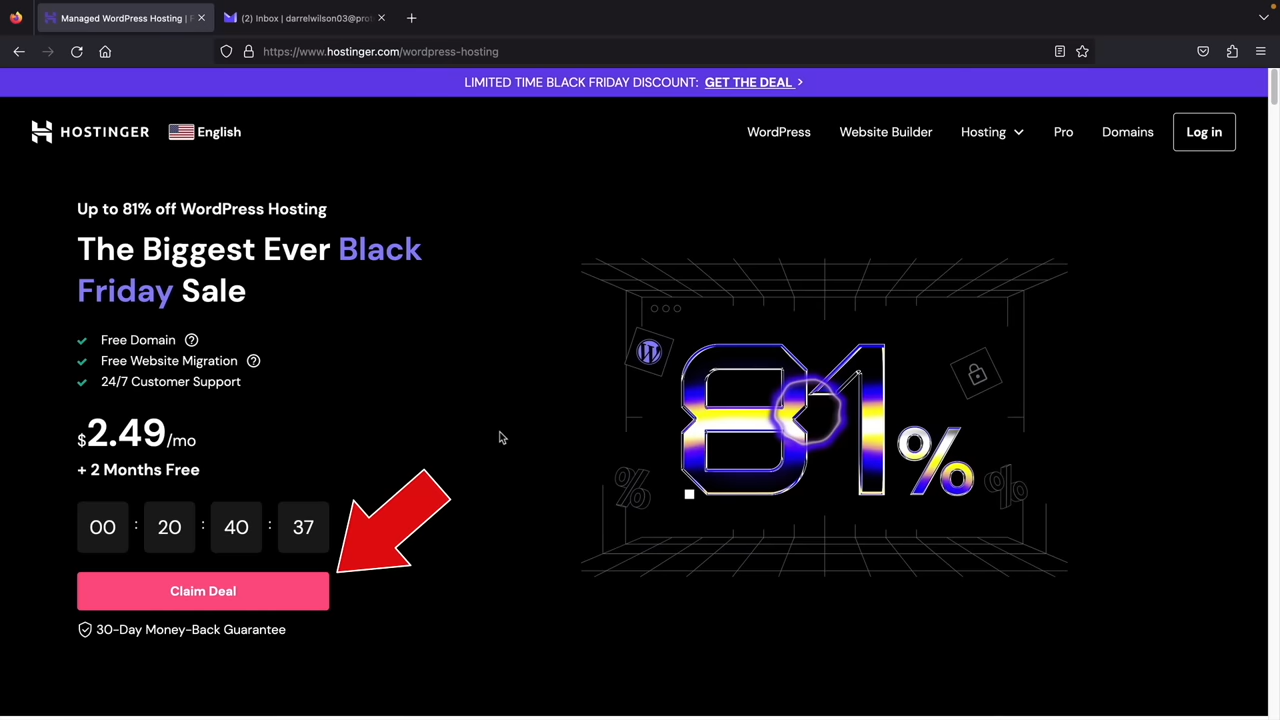 Managed WordPress Hosting | F
(2) Inbox | darrelwilson03@prot
https://www.hostinger.com/wordpress-hosting
LIMITED TIME BLACK FRIDAY DISCOUNT: GET THE DEAL >
HOSTINGER English WordPress Website Builder Hosting Pro Domains Log in
Up to 81% off WordPress Hosting
The Biggest Ever Black
Friday Sale
Free Domain
Free Website Migration
24/7 Customer Support
$2.49/mo
+ 2 Months Free
00 : 20 : 40 : 37
Claim Deal
30-Day Money-Back Guarantee
81%
%
%